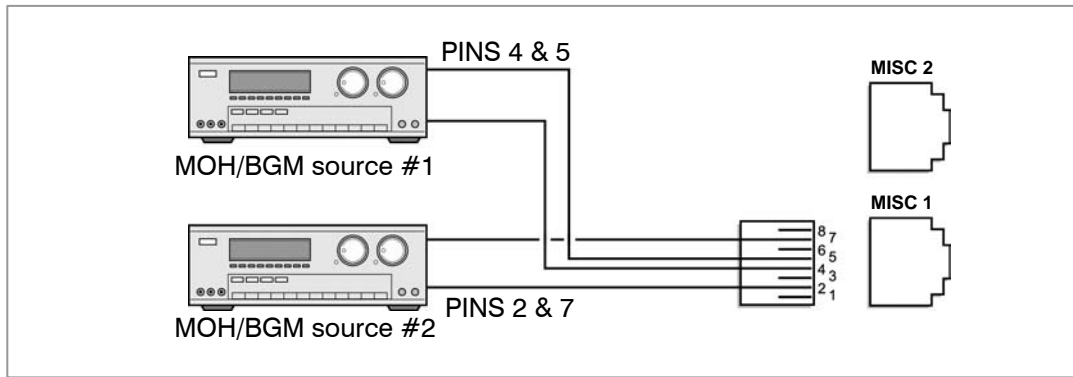 PINS 4 & 5
MOH/BGM source #1
MISC 2
MISC 1
8
7
6
5
4
3
2
1
PINS 2 & 7
MOH/BGM source #2